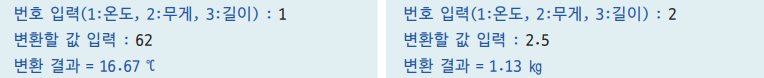 번호 입력(1:온도, 2:무게, 3:길이) : 1
변환할 값 입력 : 62
변환 결과 = 16.67 ℃
번호 입력(1:온도, 2:무게, 3:길이) : 2
변환할 값 입력 : 2.5
변환 결과 = 1.13 ㎏